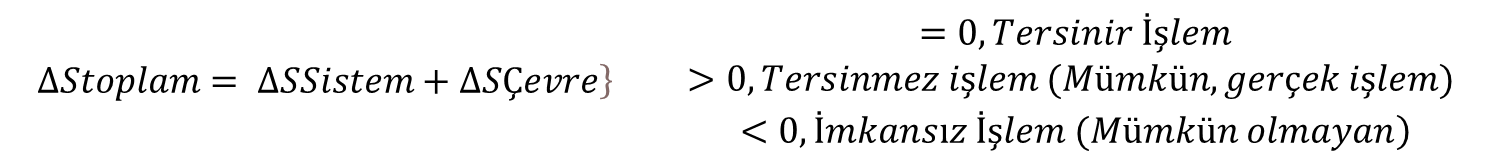 = 0, Tersinir İşlem
ΔStoplam = ΔSSistem + ΔSÇevre} > 0, Tersinmez işlem (Mümkün, gerçek işlem)
< 0, İmkansız İşlem (Mümkün olmayan)